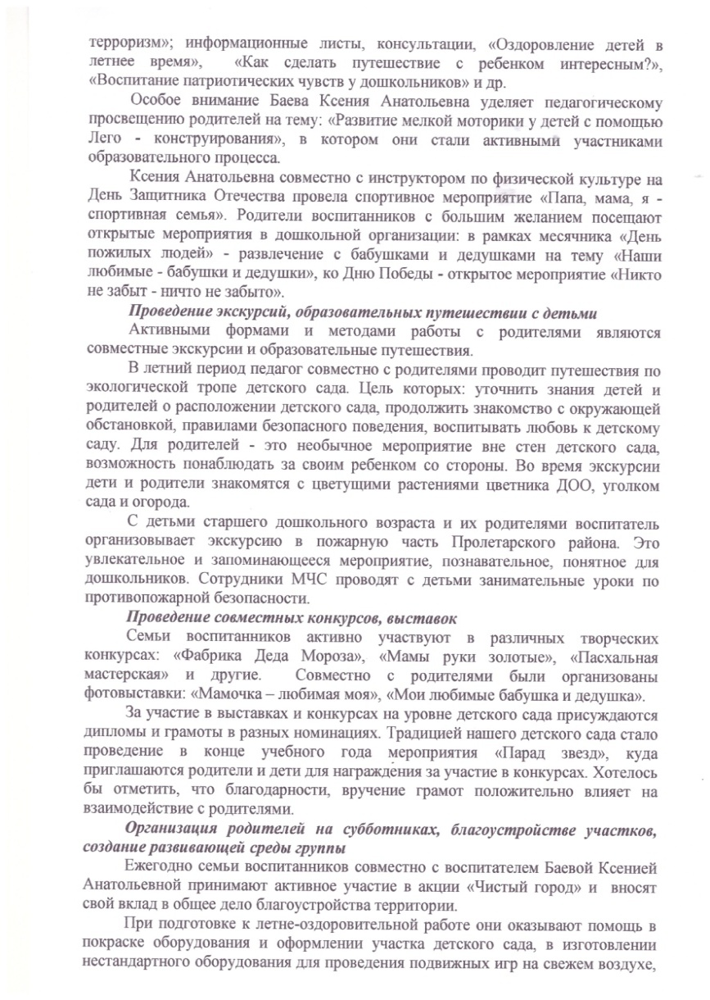 терроризм»; информационные листы, консультации, «Оздоровление детей в
летнее время», «Как сделать путешествие с ребенком интересным?»,
«Воспитание патриотических чувств у дошкольников» и др.
Особое внимание Баева Ксения Анатольевна уделяет педагогическому
просвещению родителей на тему: «Развитие мелкой моторики у детей с помощью
Лего - конструирования», в котором они стали активными участниками
образовательного процесса.
Ксения Анатольевна совместно с инструктором по физической культуре на
День Защитника Отечества провела спортивное мероприятие «Папа, мама, я -
спортивная семья». Родители воспитанников с большим желанием посещают
открытые мероприятия в дошкольной организации: в рамках месячника «День
пожилых людей» - развлечение с бабушками и дедушками на тему «Наши
любимые - бабушки и дедушки», ко Дню Победы - открытое мероприятие «Никто
не забыт - ничто не забыто».
Проведение экскурсий, образовательных путешествии с детьми
Активными формами и методами работы с родителями являются
совместные экскурсии и образовательные путешествия.
В летний период педагог совместно с родителями проводит путешествия по
экологической тропе детского сада. Цель которых: уточнить знания детей и
родителей о расположении детского сада, продолжить знакомство с окружающей
обстановкой, правилами безопасного поведения, воспитывать любовь к детскому
саду. Для родителей - это необычное мероприятие вне стен детского сада,
возможность понаблюдать за своим ребенком со стороны. Во время экскурсии
дети и родители знакомятся с цветущими растениями цветника ДОО, уголком
сада и огорода.
С детьми старшего дошкольного возраста и их родителями воспитатель
организовывает экскурсию в пожарную часть Пролетарского района. Это
увлекательное и запоминающееся мероприятие, познавательное, понятное для
дошкольников. Сотрудники МЧС проводят с детьми занимательные уроки по
противопожарной безопасности.
Проведение совместных конкурсов, выставок
Семьи воспитанников активно участвуют в различных творческих
конкурсах: «Фабрика Деда Мороза», «Мамы руки золотые», «Пасхальная
мастерская» и другие. Совместно с родителями были организованы
фотовыставки: «Мамочка – любимая моя», «Мои любимые бабушка и дедушка».
За участие в выставках и конкурсах на уровне детского сада присуждаются
дипломы и грамоты в разных номинациях. Традицией нашего детского сада стало
проведение в конце учебного года мероприятия «Парад звезд», куда
приглашаются родители и дети для награждения за участие в конкурсах. Хотелось
бы отметить, что благодарности, вручение грамот положительно влияет на
взаимодействие с родителями.
Организация родителей на субботниках, благоустройстве участков,
создание развивающей среды группы
Ежегодно семьи воспитанников совместно с воспитателем Баевой Ксенией
Анатольевной принимают активное участие в акции «Чистый город» и вносят
свой вклад в общее дело благоустройства территории.
При подготовке к летне-оздоровительной работе они оказывают помощь в
покраске оборудования и оформлении участка детского сада, в изготовлении
нестандартного оборудования для проведения подвижных игр на свежем воздухе,